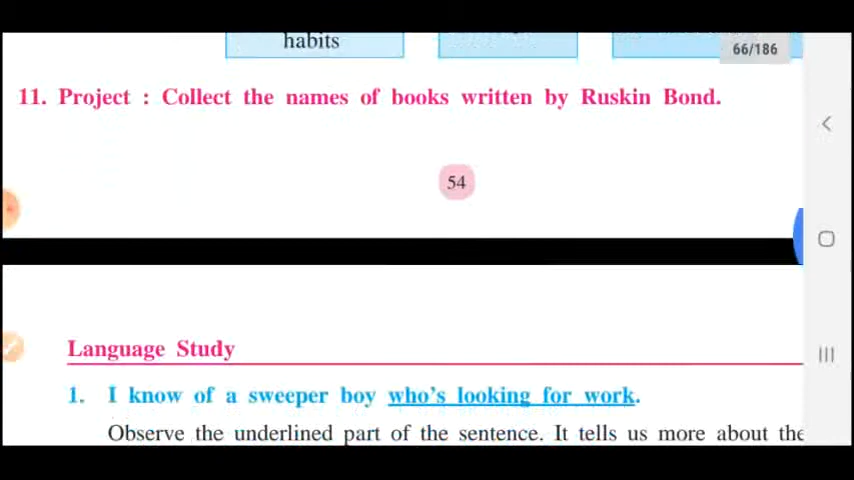 habits
66/186
11. Project : Collect the names of books written by Ruskin Bond.
54
Language Study
1. I know of a sweeper boy who's looking for work.
Observe the underlined part of the sentence. It tells us more about the